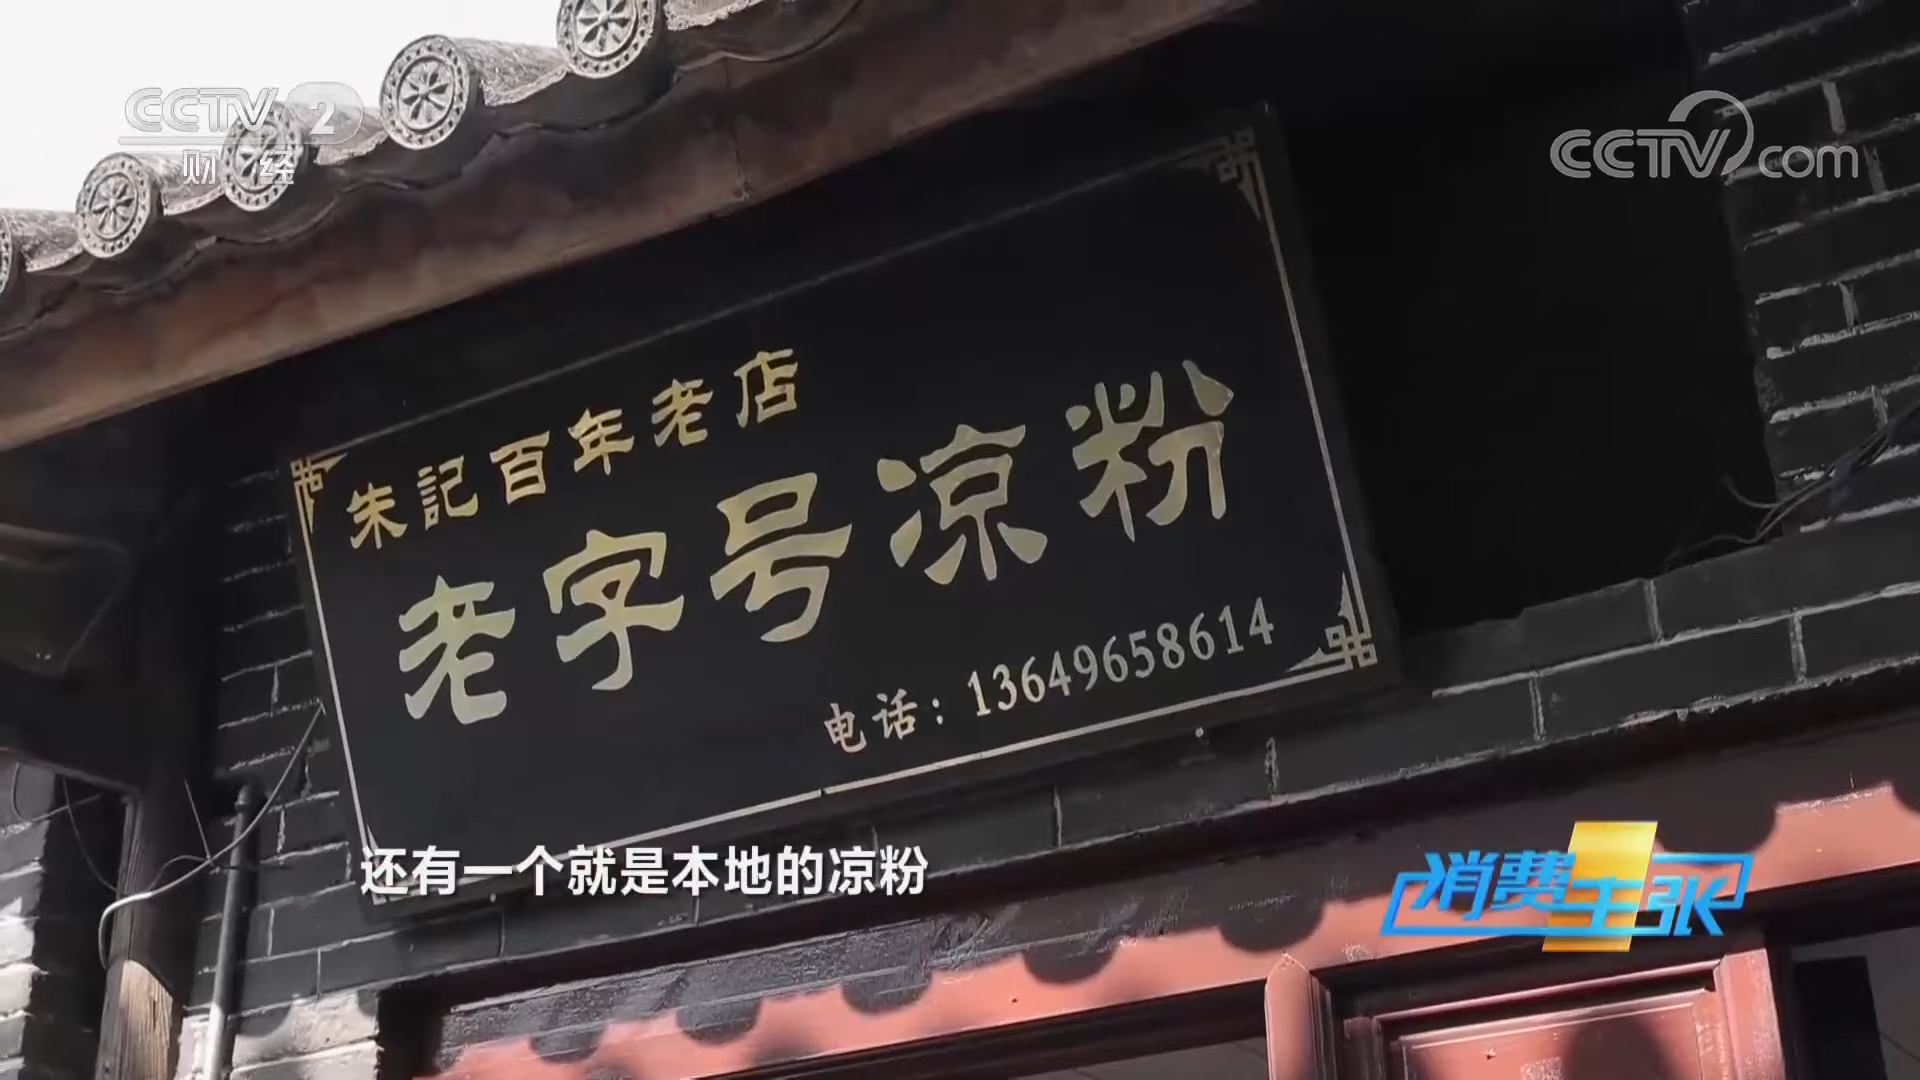 CCTV 2
财经
CCTV com
朱記百年老店
老字号凉粉
电话：13649658614
还有一个就是本地的凉粉
消费主张